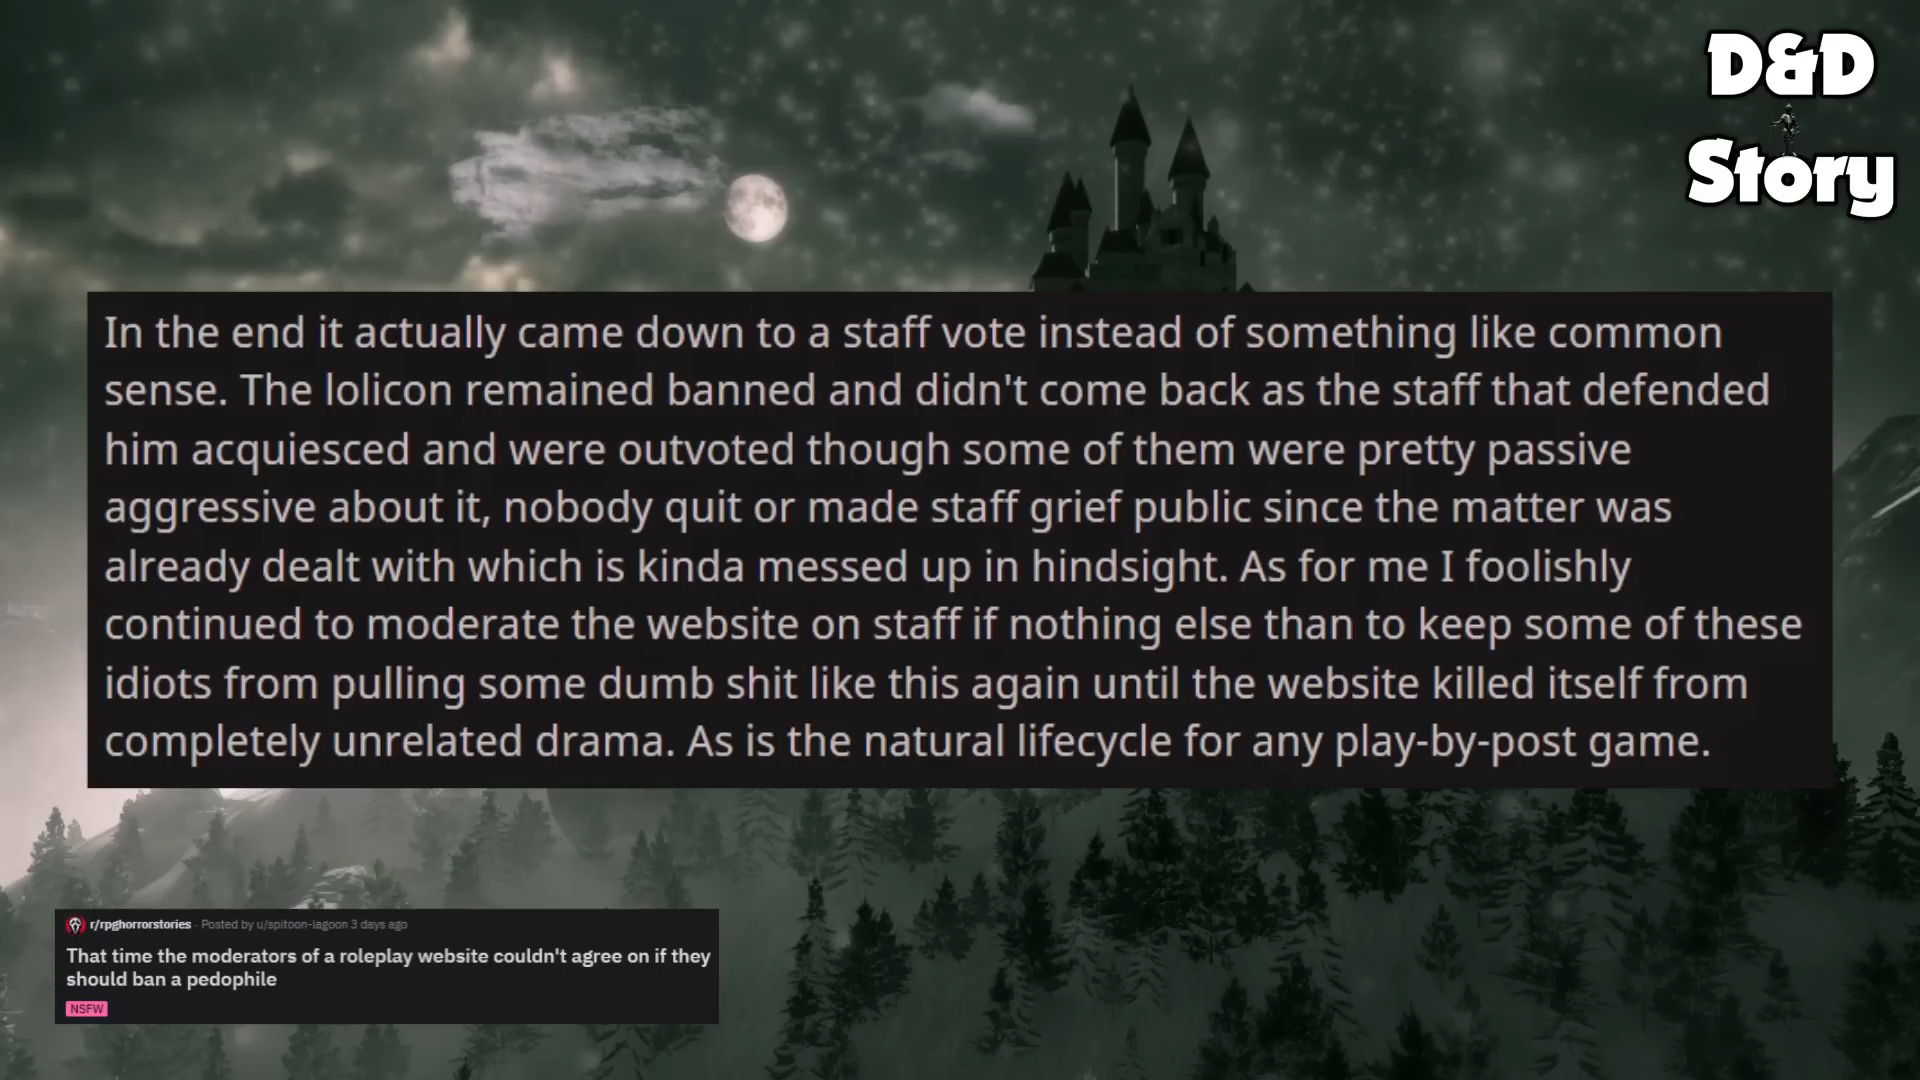 D&D
Story
In the end it actually came down to a staff vote instead of something like common
sense. The lolicon remained banned and didn't come back as the staff that defended
him acquiesced and were outvoted though some of them were pretty passive
aggressive about it, nobody quit or made staff grief public since the matter was
already dealt with which is kinda messed up in hindsight. As for me I foolishly
continued to moderate the website on staff if nothing else than to keep some of these
idiots from pulling some dumb shit like this again until the website killed itself from
completely unrelated drama. As is the natural lifecycle for any play-by-post game.
r/rpghorrorstories · Posted by u/spitoon-lagoon 3 days ago
That time the moderators of a roleplay website couldn't agree on if they
should ban a pedophile
NSFW